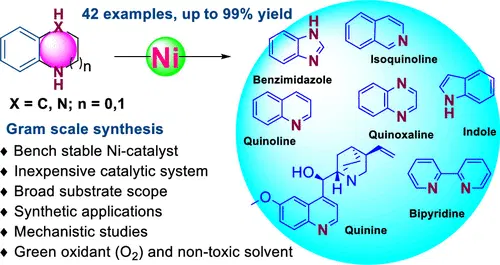 42 examples, up to 99% yield
H
X
N
H
n
X = C, N; n = 0,1
Ni
Gram scale synthesis
♦ Bench stable Ni-catalyst
♦ Inexpensive catalytic system
♦ Broad substrate scope
♦ Synthetic applications
♦ Mechanistic studies
♦ Green oxidant (O₂) and non-toxic solvent
H
N
N
Benzimidazole
N
Isoquinoline
N
Quinoline
N
N
Quinoxaline
N
H
Indole
HO
N
O
N
Quinine
N
N
Bipyridine